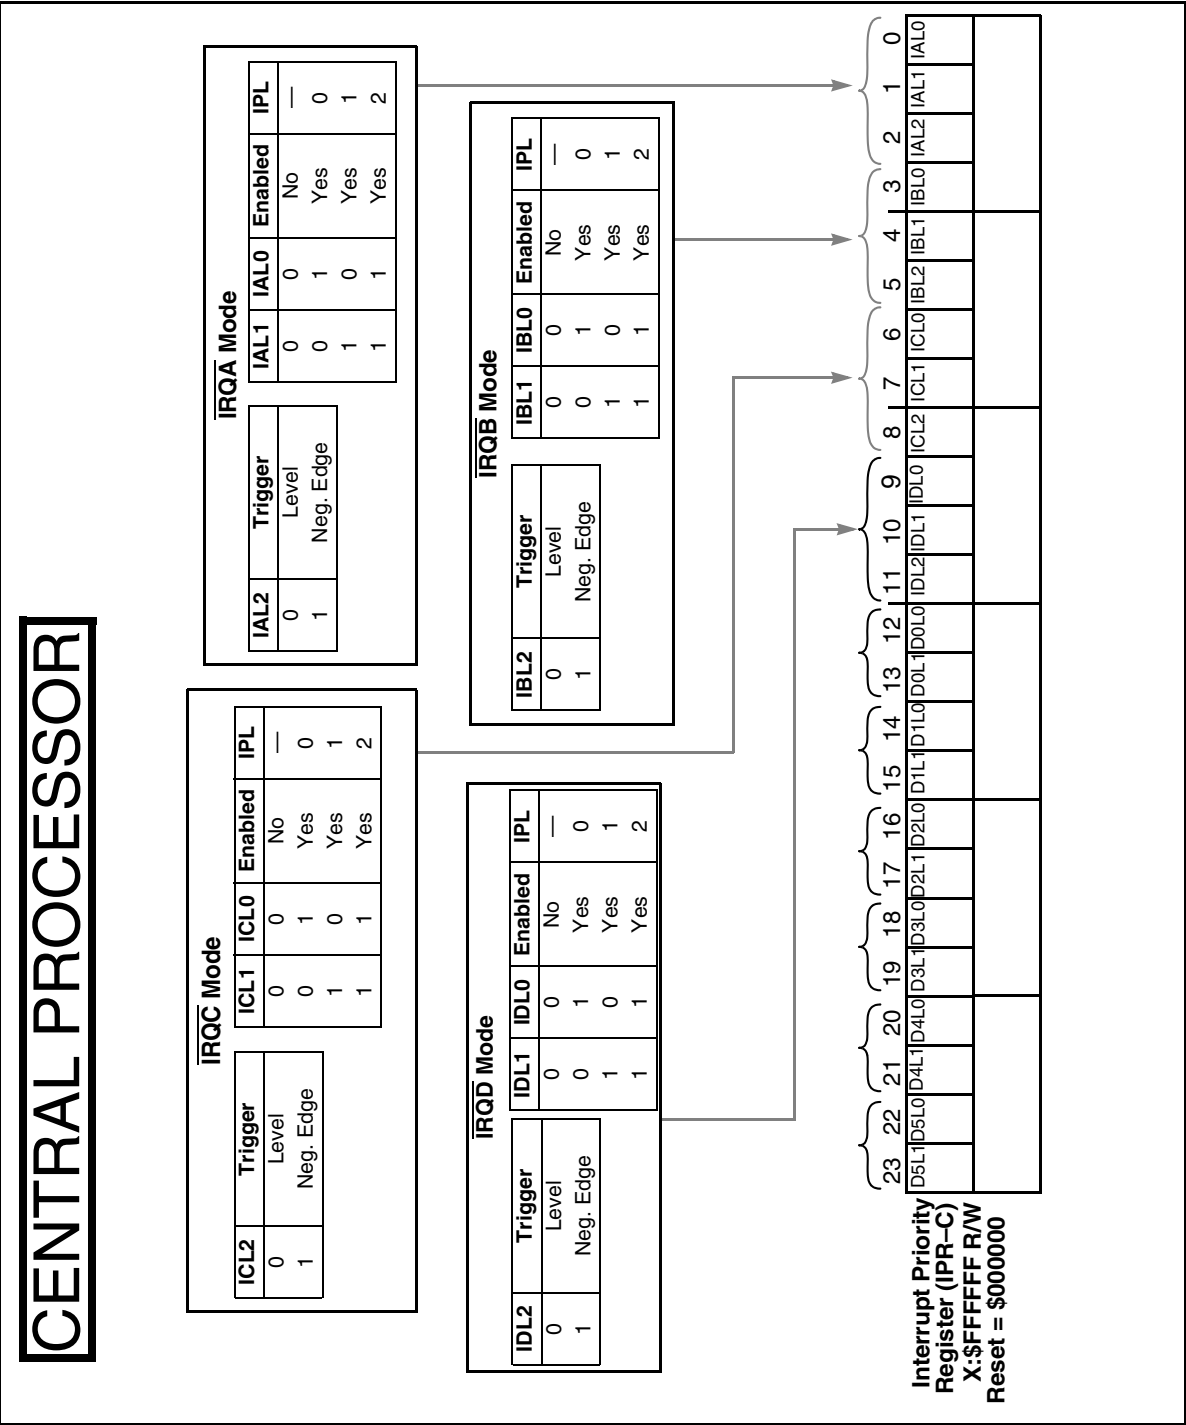 CENTRAL PROCESSOR
IRQC Mode
ICL2 Trigger
0 Level
1 Neg. Edge
ICL1 ICL0 Enabled IPL
0 0 No —
0 1 Yes 0
1 0 Yes 1
1 1 Yes 2
IRQA Mode
IAL2 Trigger
0 Level
1 Neg. Edge
IAL1 IAL0 Enabled IPL
0 0 No —
0 1 Yes 0
1 0 Yes 1
1 1 Yes 2
IRQD Mode
IDL2 Trigger
0 Level
1 Neg. Edge
IDL1 IDL0 Enabled IPL
0 0 No —
0 1 Yes 0
1 0 Yes 1
1 1 Yes 2
IRQB Mode
IBL2 Trigger
0 Level
1 Neg. Edge
IBL1 IBL0 Enabled IPL
0 0 No —
0 1 Yes 0
1 0 Yes 1
1 1 Yes 2
23 22 21 20 19 18 17 16 15 14 13 12 11 10 9 8 7 6 5 4 3 2 1 0
D5L1 D5L0 D4L1 D4L0 D3L1 D3L0 D2L1 D2L0 D1L1 D1L0 D0L1 D0L0 IDL2 IDL1 IDL0 ICL2 ICL1 ICL0 IBL2 IBL1 IBL0 IAL2 IAL1 IAL0
Interrupt Priority
Register (IPR–C)
X:$FFFFFF R/W
Reset = $000000